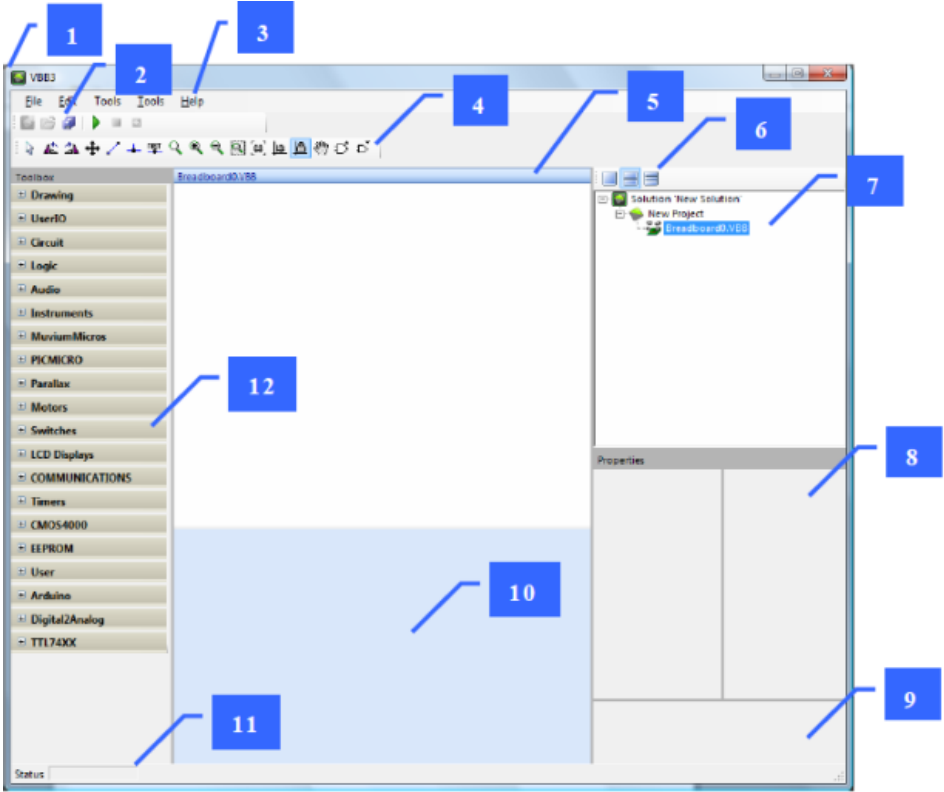 1
3
2
VBB3
File Edit Tools Tools Help
4
5
6
7
Toolbox
Breadboard0.VBB
Drawing
UserIO
Circuit
Logic
Audio
Instruments
MuviumMicros
PICMICRO
Parallax
Motors
Switches
LCD Displays
COMMUNICATIONS
Timers
CMOS4000
EEPROM
User
Arduino
Digital2Analog
TTL74XX
Solution 'New Solution'
New Project
Breadboard0.VBB
12
Properties
8
10
9
11
Status